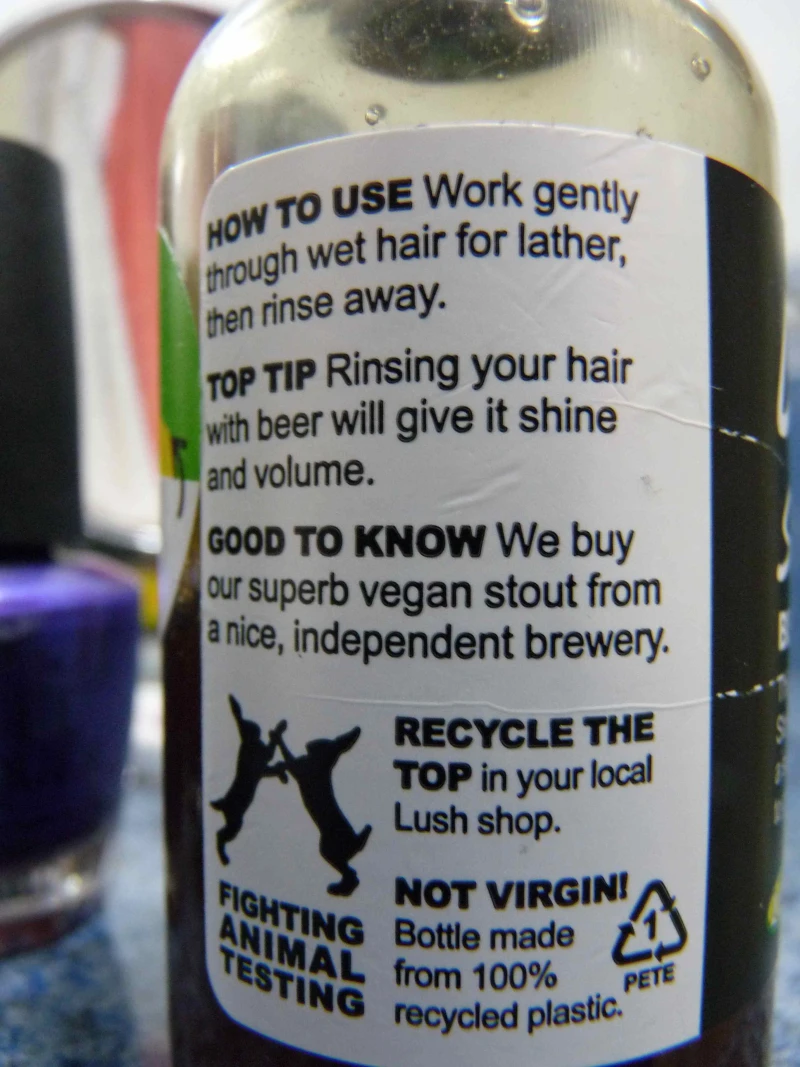 HOW TO USE Work gently
through wet hair for lather,
then rinse away.
TOP TIP Rinsing your hair
with beer will give it shine
and volume.
GOOD TO KNOW We buy
our superb vegan stout from
a nice, independent brewery.
RECYCLE THE
TOP in your local
Lush shop.
FIGHTING
ANIMAL
TESTING
NOT VIRGIN!
Bottle made
from 100%
recycled plastic.
1
PETE